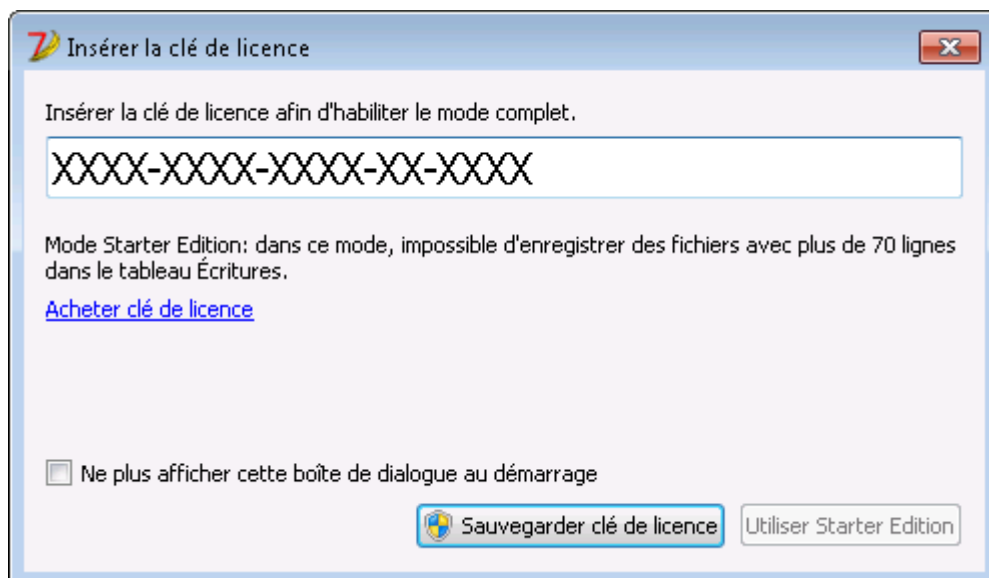 Insérer la clé de licence
Insérer la clé de licence afin d'habiliter le mode complet.
XXXX-XXXX-XXXX-XX-XXXX
Mode Starter Edition: dans ce mode, impossible d'enregistrer des fichiers avec plus de 70 lignes
dans le tableau Écritures.
Acheter clé de licence
Ne plus afficher cette boîte de dialogue au démarrage
Sauvegarder clé de licence Utiliser Starter Edition